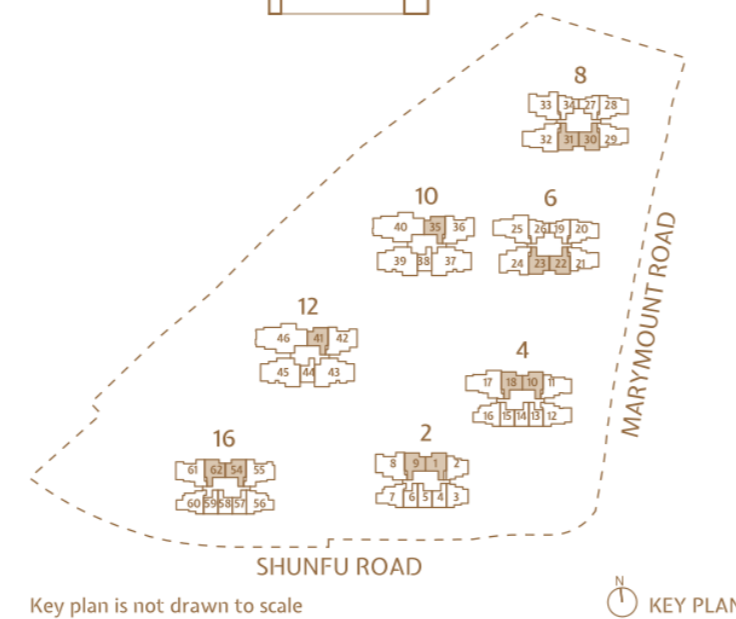 8
33 34 27 28
32 31 30 29
10
6
40 35 36
25 26 19 20
39 38 37
24 23 22 21
12
46 41 42
45 44 43
4
17 18 10 11
16 15 14 13 12
16
2
61 62 54 55
8 9 1 2
60 59 58 57 56
7 6 5 4 3
MARYMOUNT ROAD
SHUNFU ROAD
Key plan is not drawn to scale
N
KEY PLAN